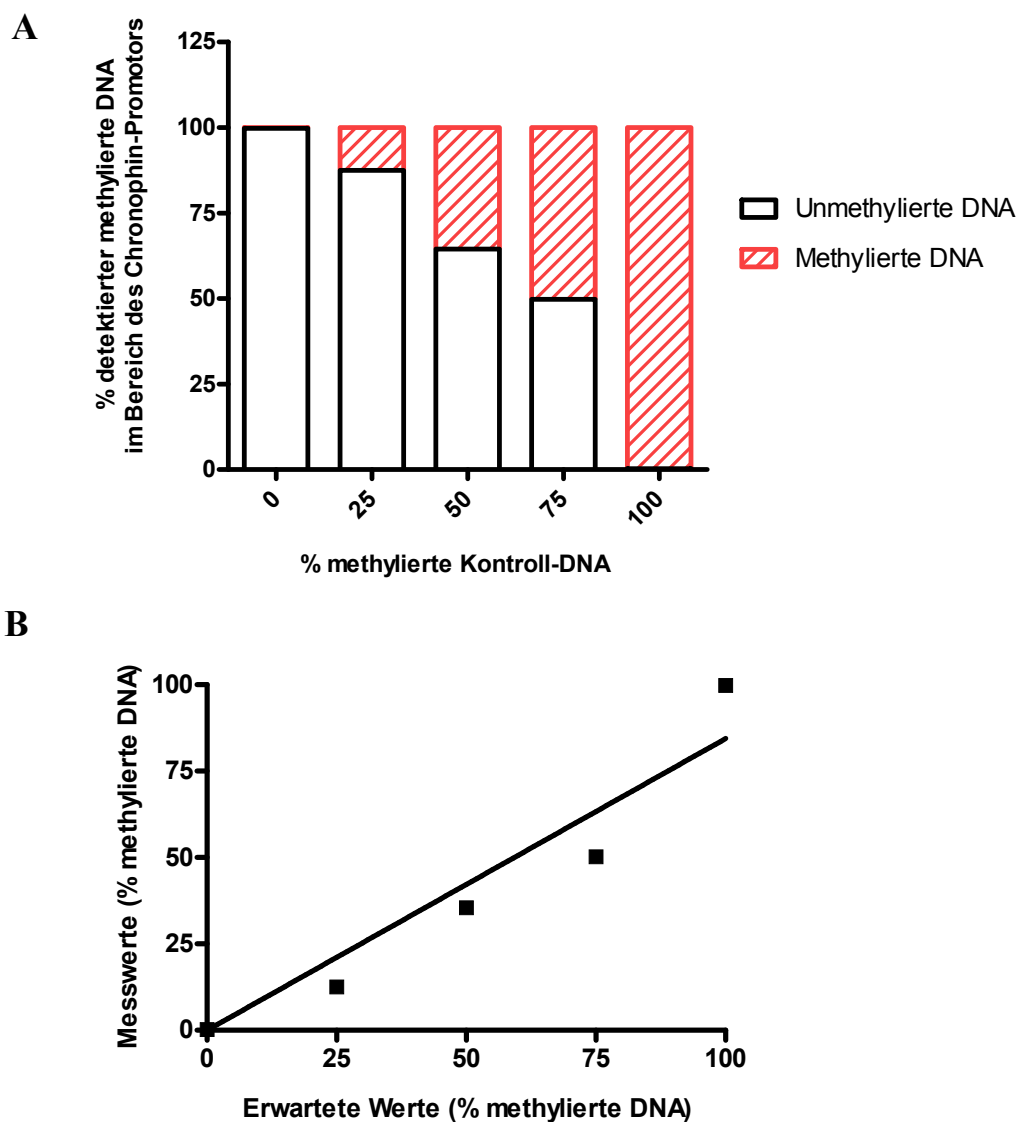 A
% detektierter methylierte DNA
im Bereich des Chronophin-Promotors
125
100
75
50
25
0
0
25
50
75
100
% methylierte Kontroll-DNA
Unmethylierte DNA
Methylierte DNA
B
Messwerte (% methylierte DNA)
100
75
50
25
0
0
25
50
75
100
Erwartete Werte (% methylierte DNA)